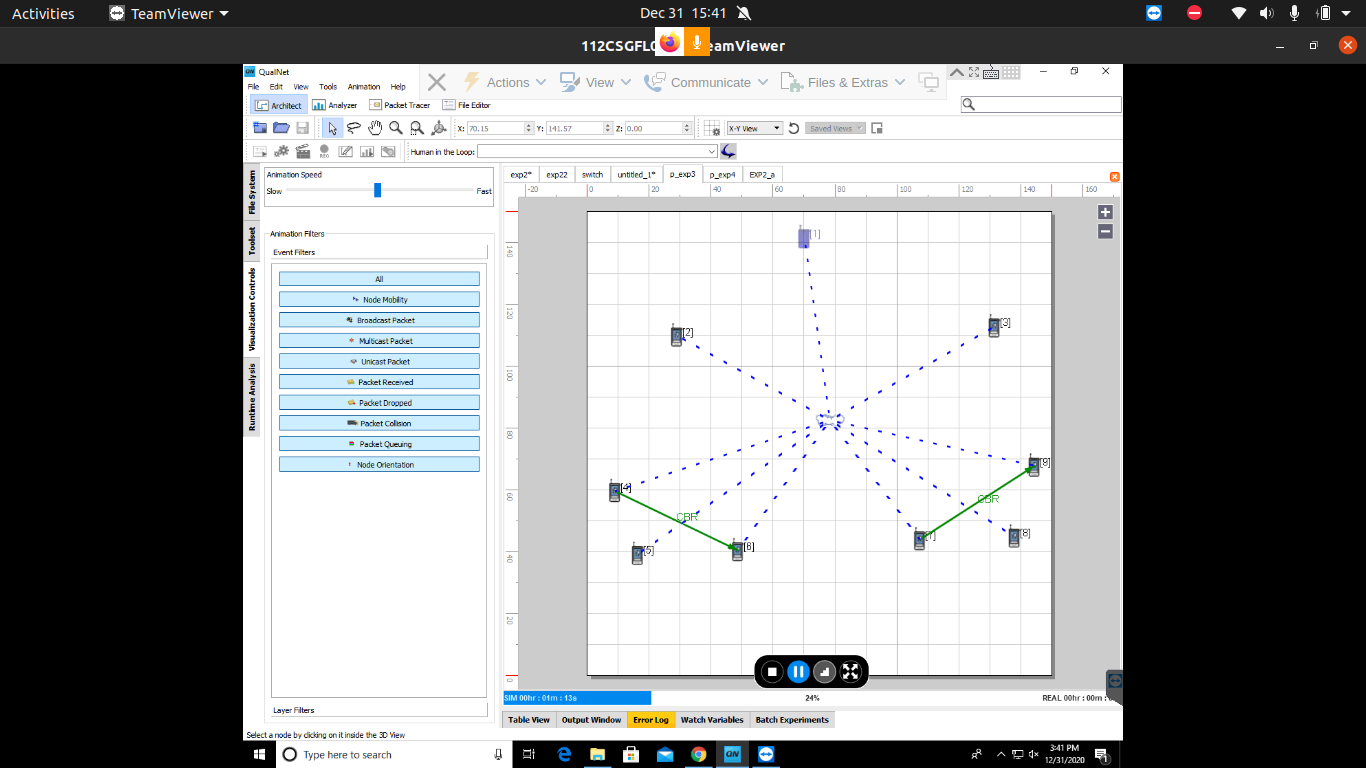 Activities TeamViewer Dec 31 15:41
112CSGFL eamViewer
QualNet
File Edit View Tools Animation Help
Actions View Communicate Files & Extras
Architect Analyzer Packet Tracer File Editor
X: 70.15 Y: 141.57 Z: 0.00 X-Y View Saved Views
REC Human in the Loop:
File System
Toolset
Visualization Controls
Runtime Analysis
Animation Speed
Slow Fast
Animation Filters
Event Filters
All
Node Mobility
Broadcast Packet
Multicast Packet
Unicast Packet
Packet Received
Packet Dropped
Packet Collision
Packet Queuing
Node Orientation
Layer Filters
exp2* exp22 switch untitled_1* p_exp3 p_exp4 EXP2_a
-20 0 20 40 60 80 100 120 140 160
140
120
100
80
60
40
20
0
[1]
[2] [3]
[9]
[4]
CBR
CBR
[7] [8]
[5] [6]
SIM 00hr : 01m : 13s 24% REAL 00hr : 00m :
Table View Output Window Error Log Watch Variables Batch Experiments
Select a node by clicking on it inside the 3D View
Type here to search
QN
3:41 PM
12/31/2020
1